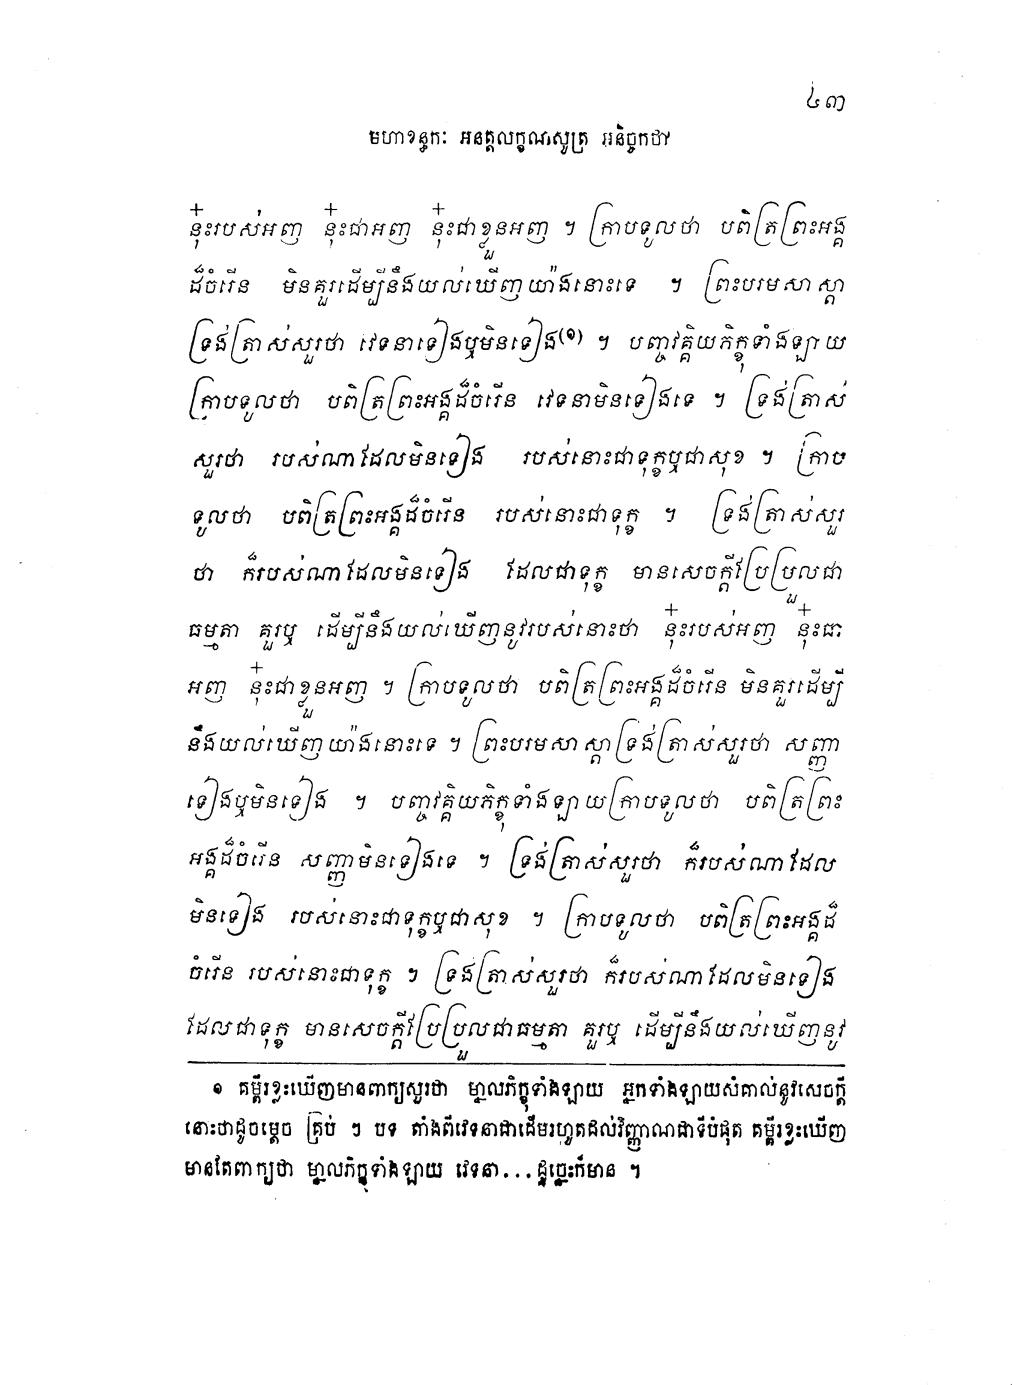 ៤៣
មហាខន្ធកៈ អនត្តលក្ខណសូត្រ អនិច្ចកថា
នុ៎ះរបស់អញ នុ៎ះជាអញ នុ៎ះជាខ្លួនអញ ។ ក្រាបទូលថា បពិត្រព្រះអង្គ
ដ៏ចំរើន មិនគួរដើម្បីនឹងយល់ឃើញយ៉ាងនោះទេ ។ ព្រះបរមសាស្តា
ទ្រង់ត្រាស់សួរថា វេទនាទៀងឬមិនទៀង(១) ។ បញ្ចវគ្គិយភិក្ខុទាំងឡាយ
ក្រាបទូលថា បពិត្រព្រះអង្គដ៏ចំរើន វេទនាមិនទៀងទេ ។ ទ្រង់ត្រាស់
សួរថា របស់ណាដែលមិនទៀង របស់នោះជាទុក្ខឬជាសុខ ។ ក្រាប
ទូលថា បពិត្រព្រះអង្គដ៏ចំរើន របស់នោះជាទុក្ខ ។ ទ្រង់ត្រាស់សួរ
ថា ក៏របស់ណាដែលមិនទៀង ដែលជាទុក្ខ មានសេចក្តីប្រែប្រួលជា
ធម្មតា គួរឬ ដើម្បីនឹងយល់ឃើញនូវរបស់នោះថា នុ៎ះរបស់អញ នុ៎ះជា
អញ នុ៎ះជាខ្លួនអញ ។ ក្រាបទូលថា បពិត្រព្រះអង្គដ៏ចំរើន មិនគួរដើម្បី
នឹងយល់ឃើញយ៉ាងនោះទេ ។ ព្រះបរមសាស្តាទ្រង់ត្រាស់សួរថា សញ្ញា
ទៀងឬមិនទៀង ។ បញ្ចវគ្គិយភិក្ខុទាំងឡាយក្រាបទូលថា បពិត្រព្រះ
អង្គដ៏ចំរើន សញ្ញាមិនទៀងទេ ។ ទ្រង់ត្រាស់សួរថា ក៏របស់ណាដែល
មិនទៀង របស់នោះជាទុក្ខឬជាសុខ ។ ក្រាបទូលថា បពិត្រព្រះអង្គដ៏
ចំរើន របស់នោះជាទុក្ខ ។ ទ្រង់ត្រាស់សួរថា ក៏របស់ណាដែលមិនទៀង
ដែលជាទុក្ខ មានសេចក្តីប្រែប្រួលជាធម្មតា គួរឬ ដើម្បីនឹងយល់ឃើញនូវ
១ គម្ពីរខ្លះឃើញមានពាក្យសួរថា ម្នាលភិក្ខុទាំងឡាយ អ្នកទាំងឡាយសំគាល់នូវសេចក្តី
នោះថាដូចម្តេច គ្រប់ ៗ បទ តាំងពីវេទនាជាដើមរហូតដល់វិញ្ញាណជាទីបំផុត គម្ពីរខ្លះឃើញ
មានតែពាក្យថា ម្នាលភិក្ខុទាំងឡាយ វេទនា...ដូច្នេះក៏មាន ។